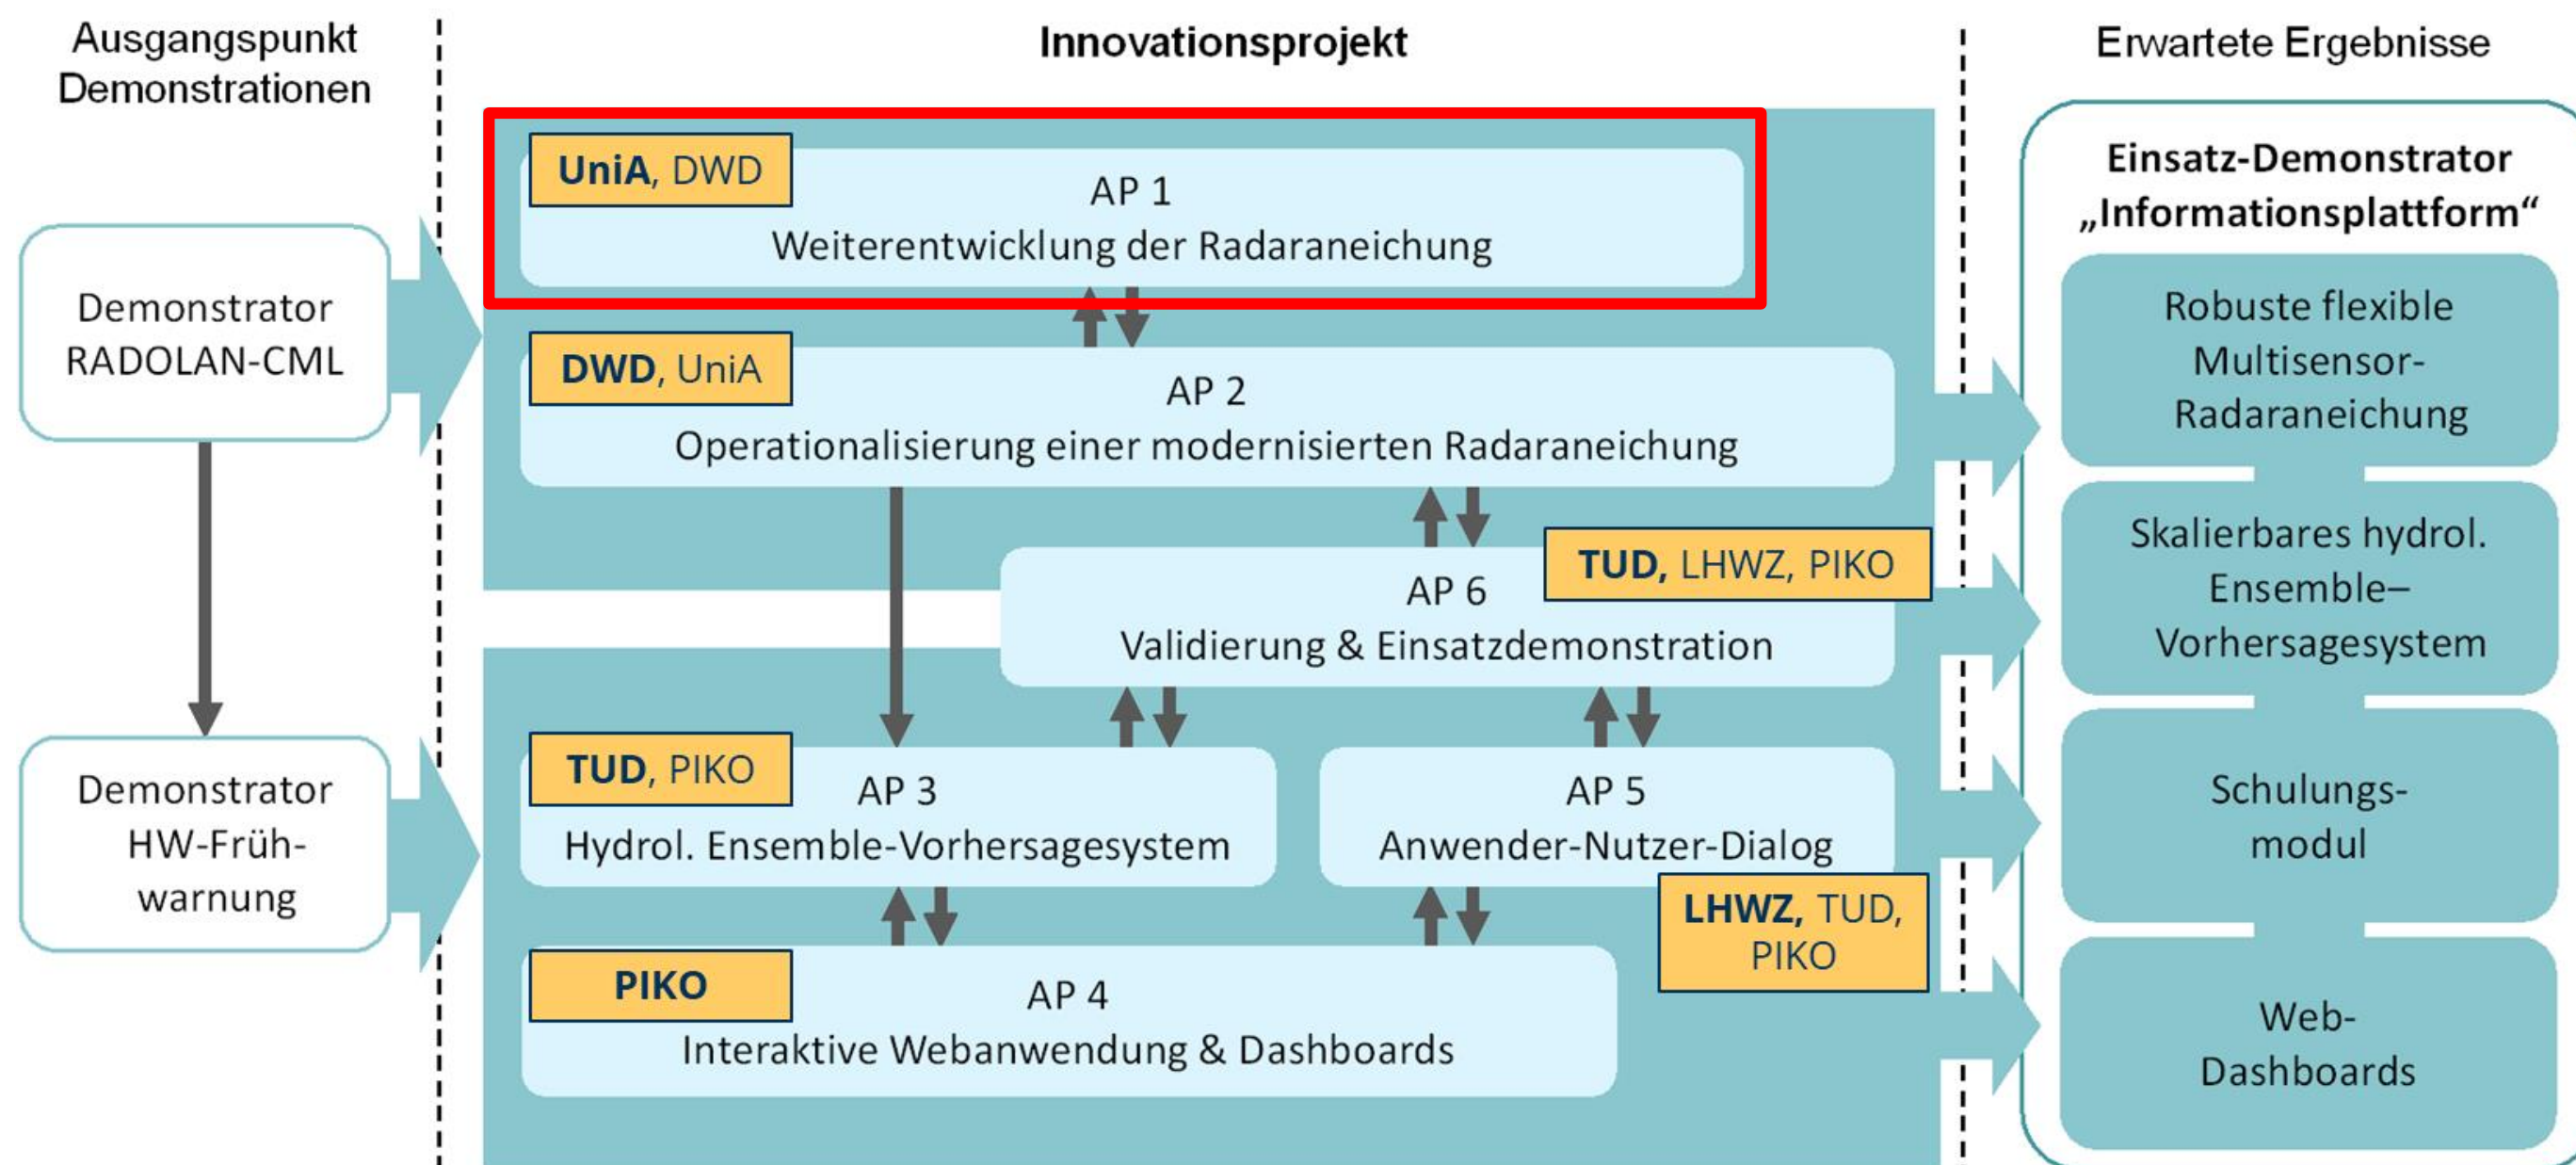 Ausgangspunkt
Demonstrationen
Innovationsprojekt
Erwartete Ergebnisse
Demonstrator
RADOLAN-CML
Demonstrator
HW-Früh-
warnung
UniA, DWD
AP 1
Weiterentwicklung der Radaraneichung
DWD, UniA
AP 2
Operationalisierung einer modernisierten Radaraneichung
TUD, LHWZ, PIKO
AP 6
Validierung & Einsatzdemonstration
TUD, PIKO
AP 3
Hydrol. Ensemble-Vorhersagesystem
AP 5
Anwender-Nutzer-Dialog
LHWZ, TUD,
PIKO
PIKO
AP 4
Interaktive Webanwendung & Dashboards
Einsatz-Demonstrator
„Informationsplattform“
Robuste flexible
Multisensor-
Radaraneichung
Skalierbares hydrol.
Ensemble–
Vorhersagesystem
Schulungs-
modul
Web-
Dashboards